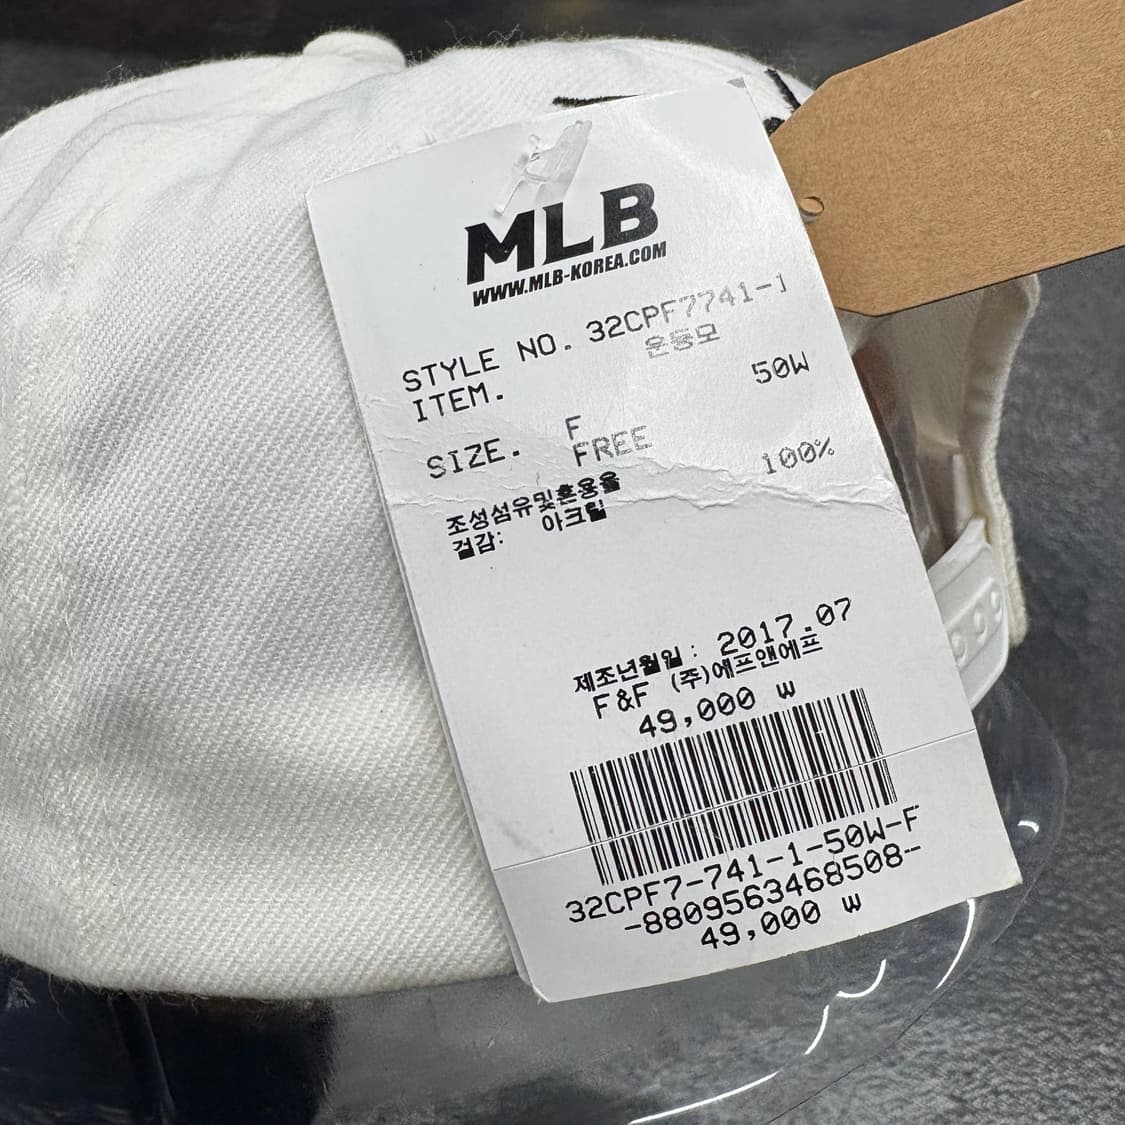 MLB
WWW.MLB-KOREA.COM
STYLE NO. 32CPF7741-1
ITEM. 운동모
50W
SIZE. F
FREE
100%
조성섬유및혼용율
겉감: 아크릴
제조년월일: 2017.07
F&F (주)에프앤에프
49,000 W
32CPF7-741-1-50W-F
-8809563468508-
49,000 W